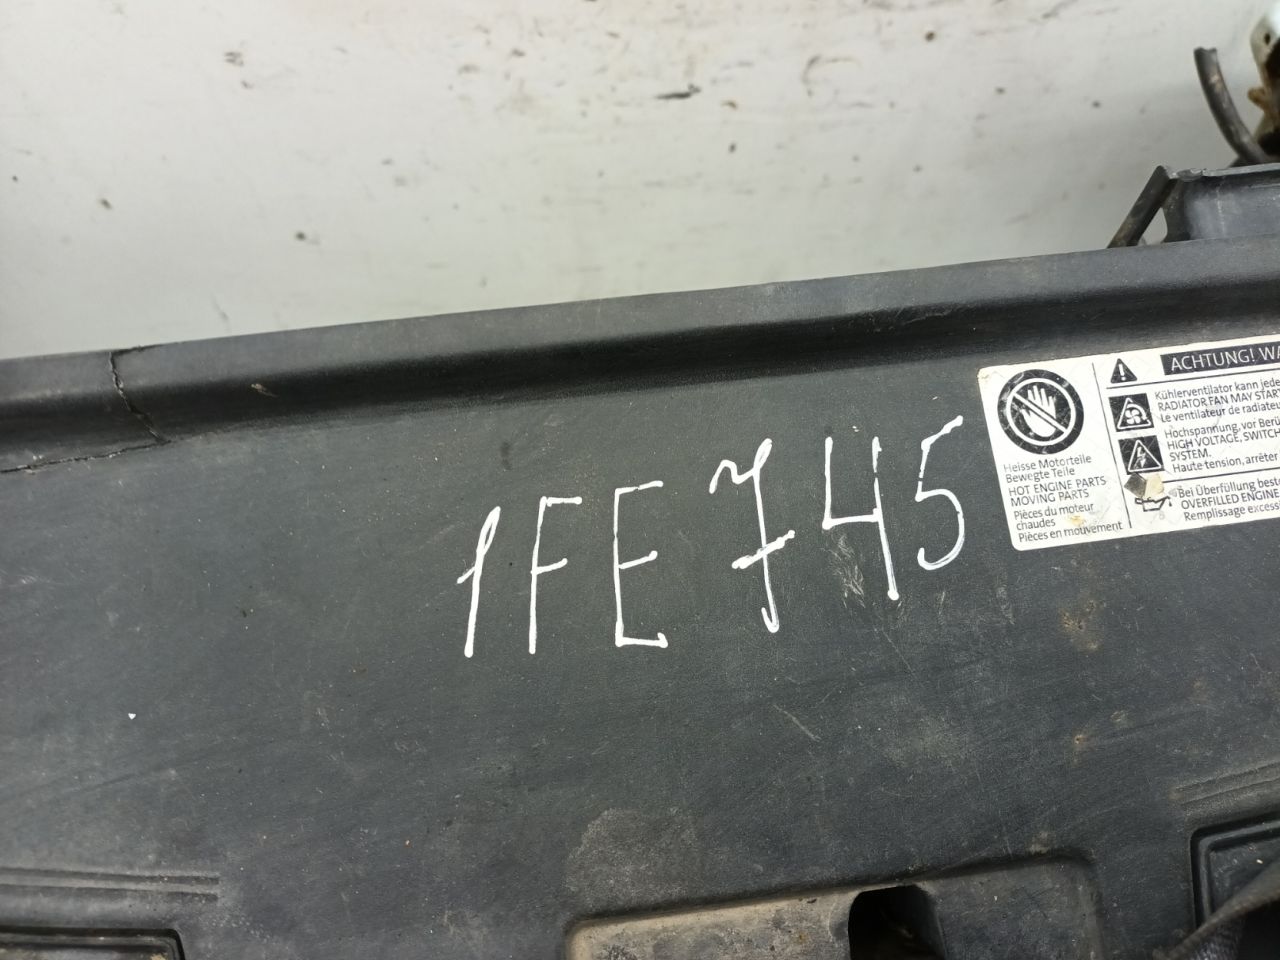 1FE745
ACHTUNG!
Kühlerventilator kann jede
RADIATOR FAN MAY START
Le ventilateur de radiateu
Hochspannung, vor Berü
HIGH VOLTAGE, SWITCH
SYSTEM.
Haute tension, arrêter
Bei Überfüllung besto
OVERFILLED ENGINE
Remplissage excess
Heisse Motorteile
Bewegte Teile
HOT ENGINE PARTS
MOVING PARTS
Pièces du moteur
chaudes
Pièces en mouvement